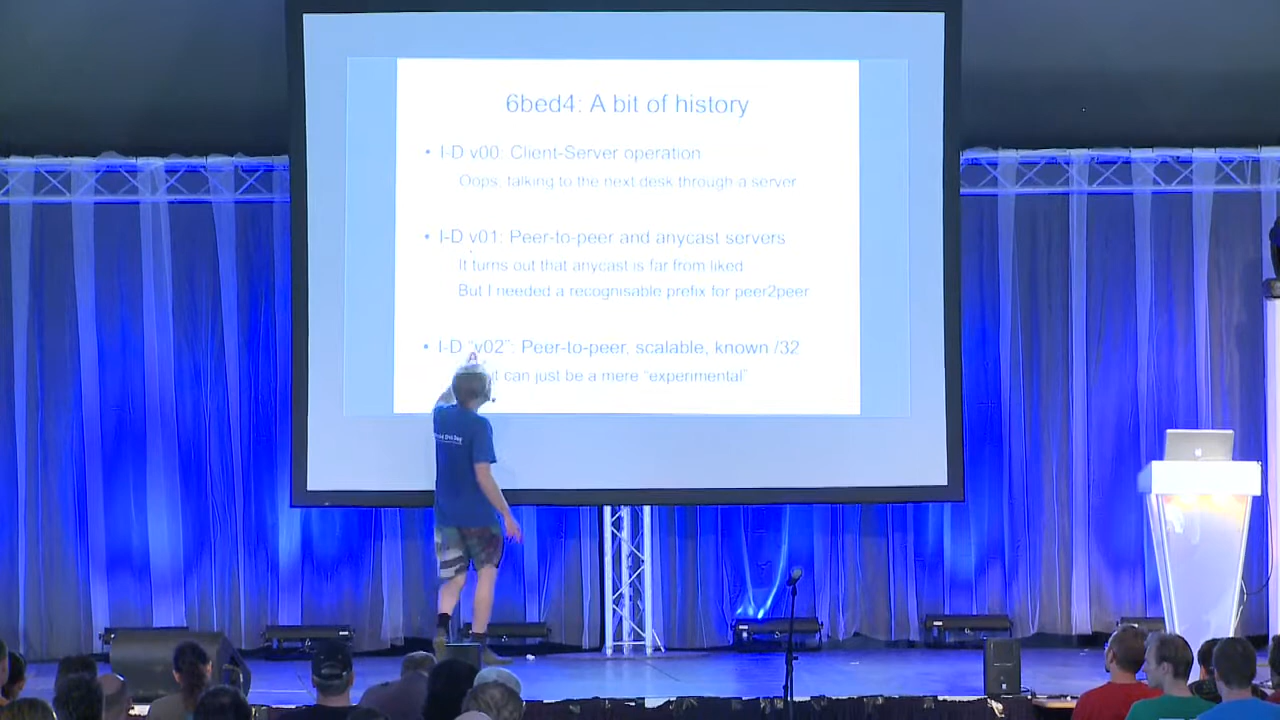 6bed4: A bit of history
• I-D v00: Client-Server operation
Oops, talking to the next desk through a server
• I-D v01: Peer-to-peer and anycast servers
It turns out that anycast is far from liked
But I needed a recognisable prefix for peer2peer
• I-D "v02": Peer-to-peer, scalable, known /32
it can just be a mere "experimental"